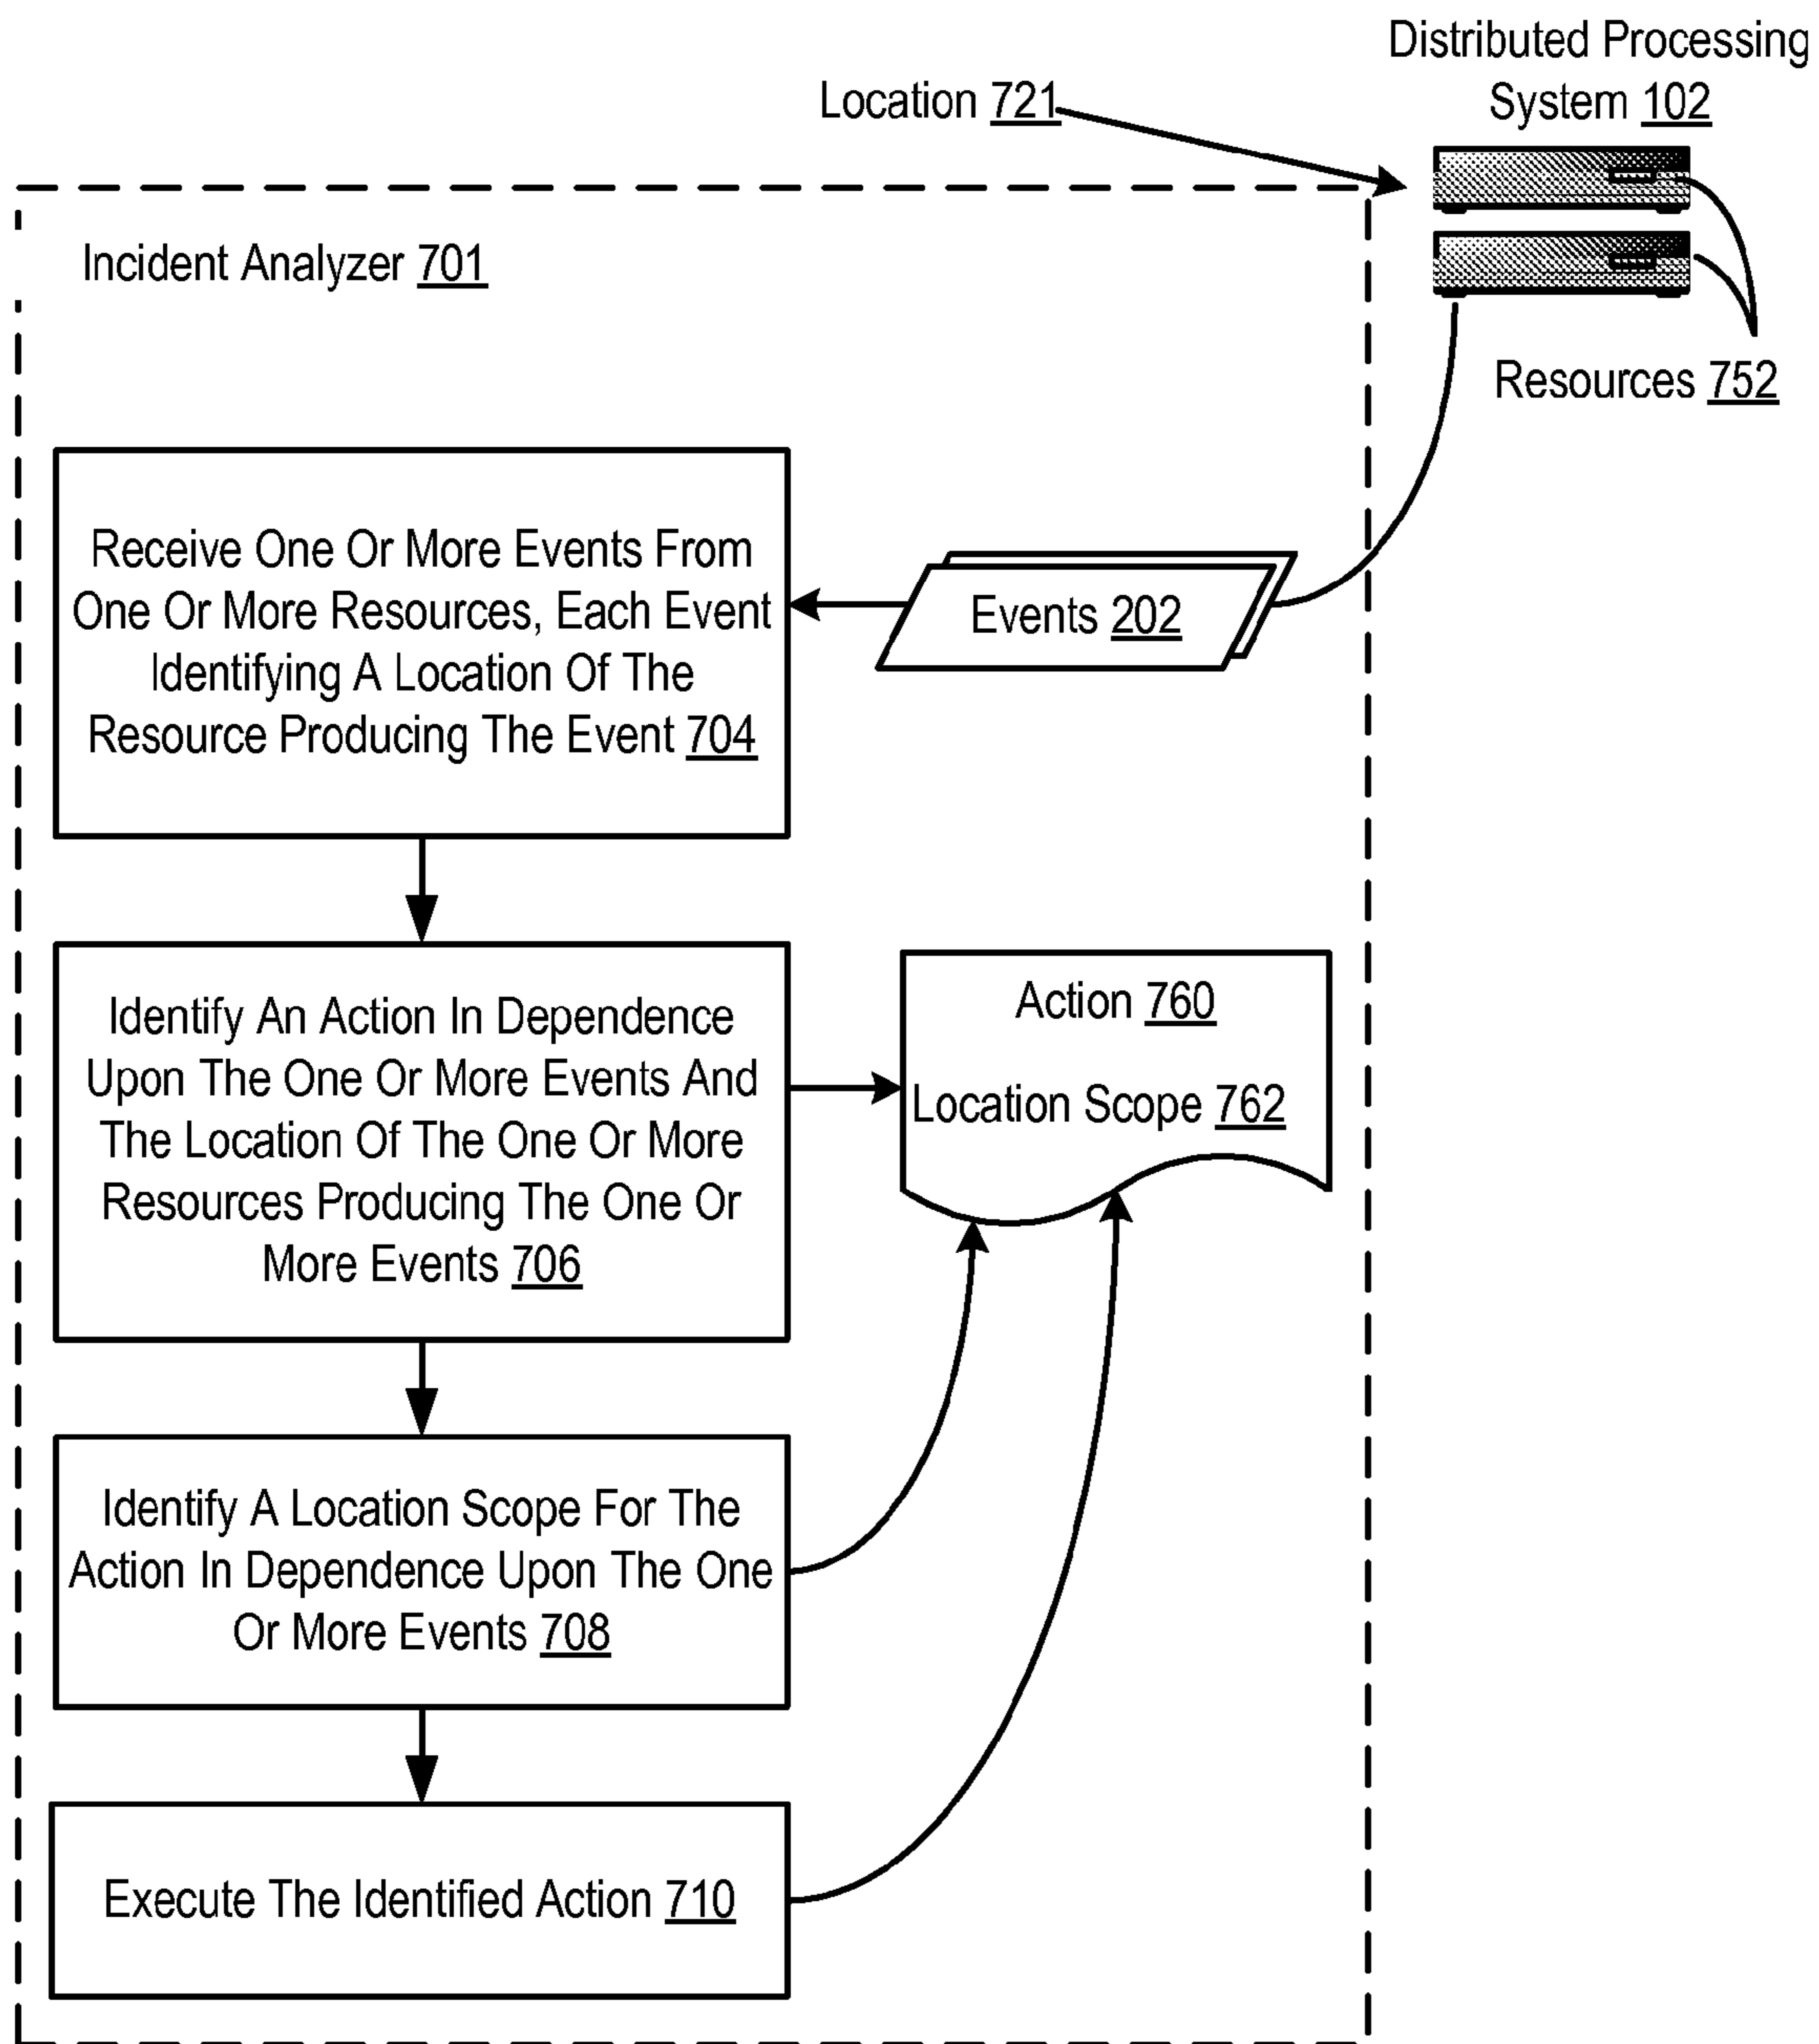 Distributed Processing
System 102
Location 721
Incident Analyzer 701
Resources 752
Receive One Or More Events From
One Or More Resources, Each Event
Identifying A Location Of The
Resource Producing The Event 704
Events 202
Identify An Action In Dependence
Upon The One Or More Events And
The Location Of The One Or More
Resources Producing The One Or
More Events 706
Action 760
Location Scope 762
Identify A Location Scope For The
Action In Dependence Upon The One
Or More Events 708
Execute The Identified Action 710